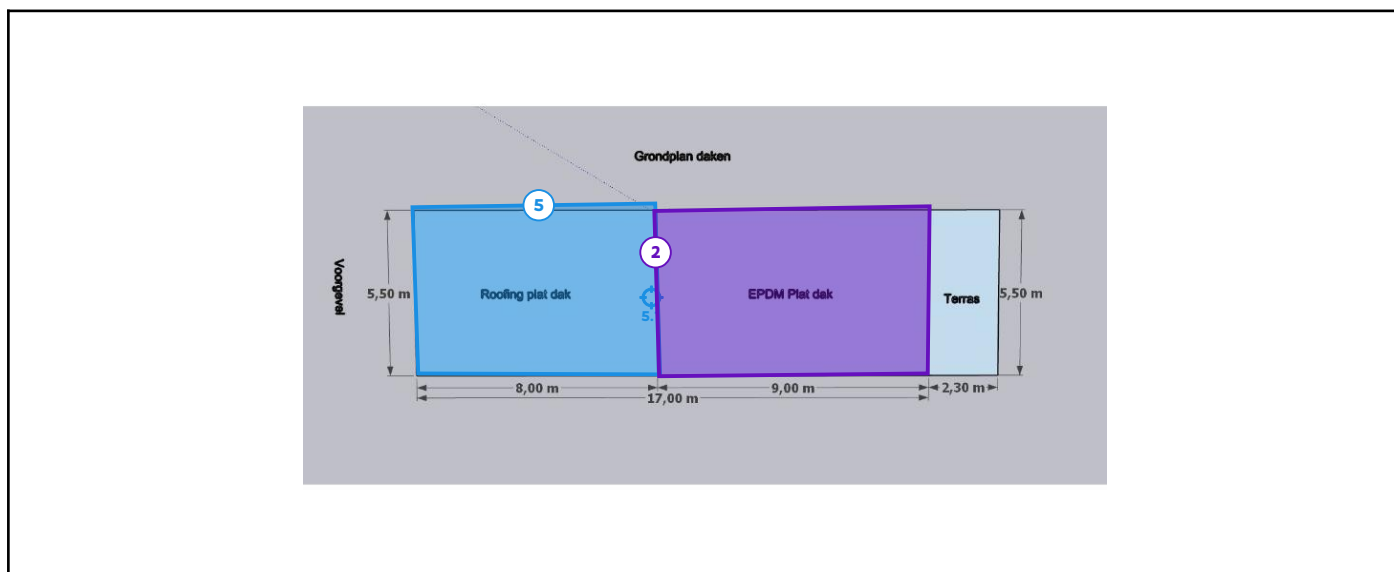 Grondplan daken
5
2
Voorgevel
5,50 m
Roofing plat dak
5.
EPDM Plat dak
Terras
5,50 m
8,00 m
9,00 m
2,30 m
17,00 m